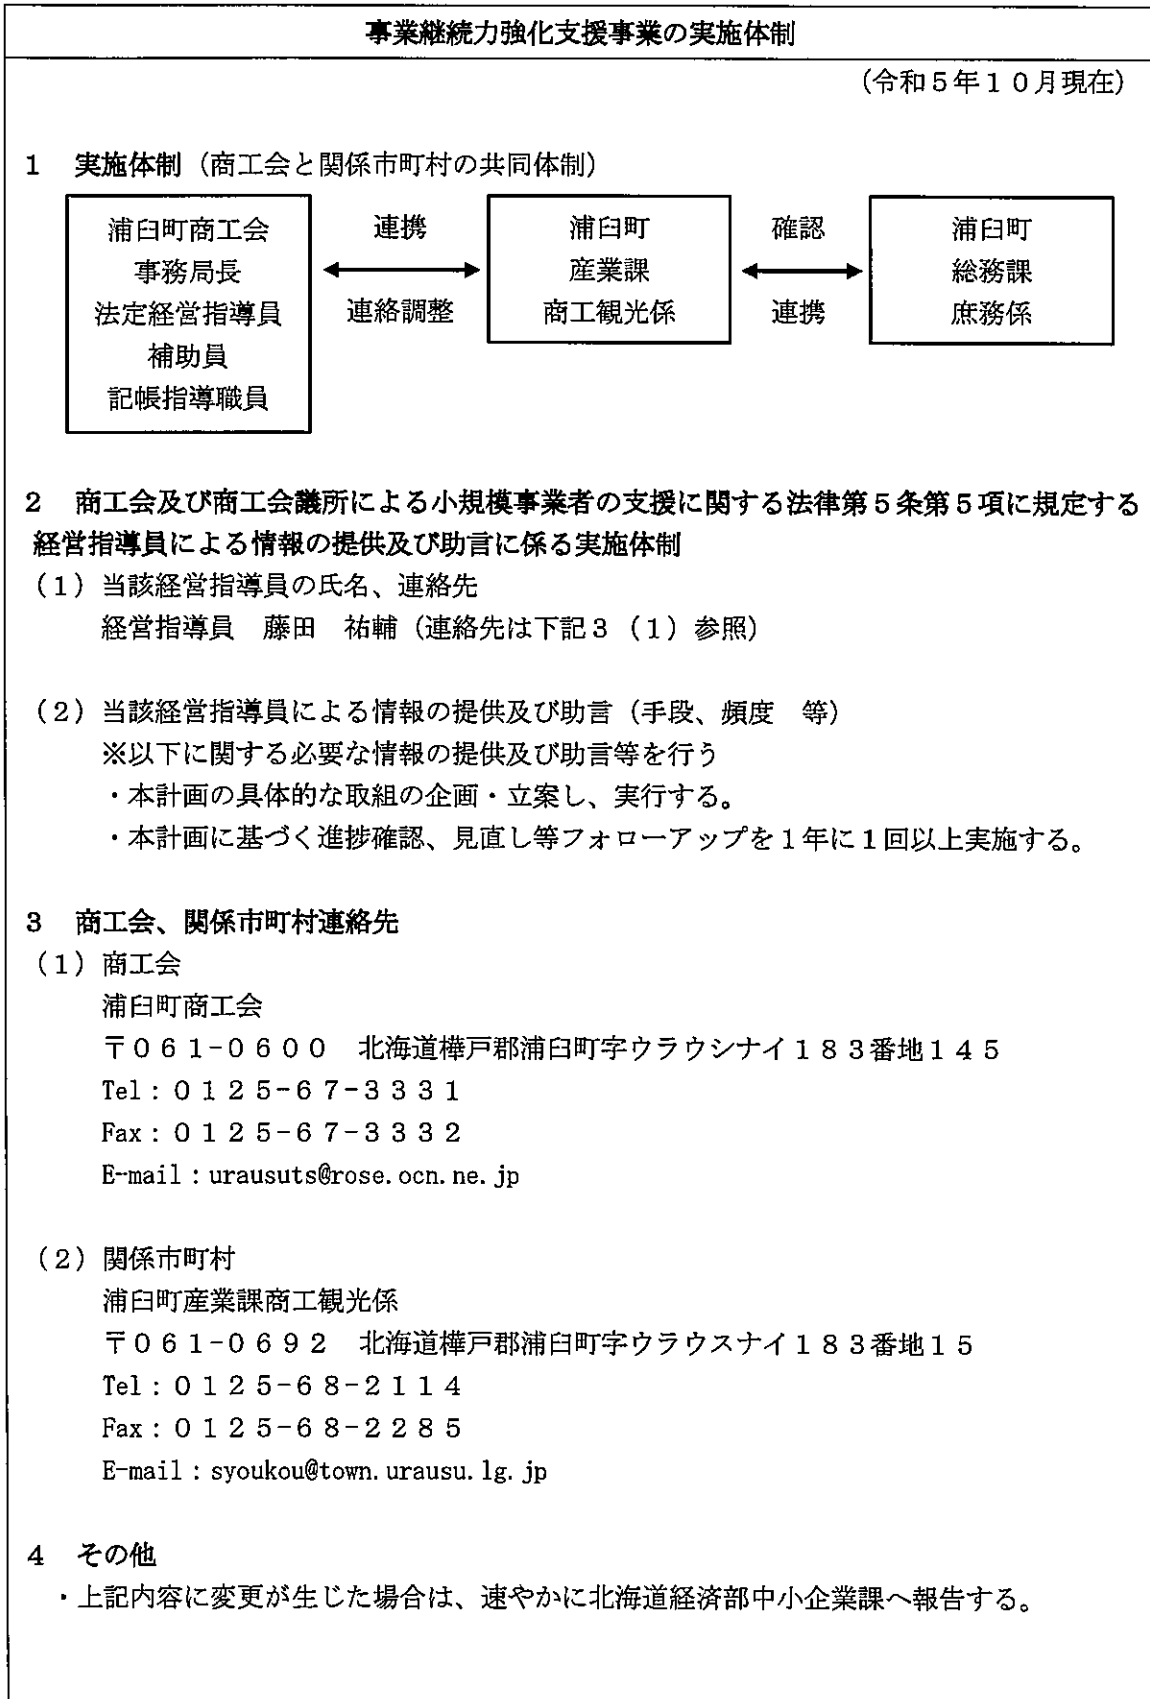 事業継続力強化支援事業の実施体制
（令和５年１０月現在）
１　実施体制（商工会と関係市町村の共同体制）
浦臼町商工会
事務局長
法定経営指導員
補助員
記帳指導職員
連携
連絡調整
浦臼町
産業課
商工観光係
確認
連携
浦臼町
総務課
庶務係
２　商工会及び商工会議所による小規模事業者の支援に関する法律第５条第５項に規定する
経営指導員による情報の提供及び助言に係る実施体制
（１）当該経営指導員の氏名、連絡先
経営指導員　藤田　祐輔（連絡先は下記３（１）参照）
（２）当該経営指導員による情報の提供及び助言（手段、頻度　等）
※以下に関する必要な情報の提供及び助言等を行う
・本計画の具体的な取組の企画・立案し、実行する。
・本計画に基づく進捗確認、見直し等フォローアップを１年に１回以上実施する。
３　商工会、関係市町村連絡先
（１）商工会
浦臼町商工会
〒０６１-０６００　北海道樺戸郡浦臼町字ウラウシナイ１８３番地１４５
Tel：０１２５-６７-３３３１
Fax：０１２５-６７-３３３２
E-mail：urausuts@rose.ocn.ne.jp
（２）関係市町村
浦臼町産業課商工観光係
〒０６１-０６９２　北海道樺戸郡浦臼町字ウラウスナイ１８３番地１５
Tel：０１２５-６８-２１１４
Fax：０１２５-６８-２２８５
E-mail：syoukou@town.urausu.lg.jp
４　その他
・上記内容に変更が生じた場合は、速やかに北海道経済部中小企業課へ報告する。